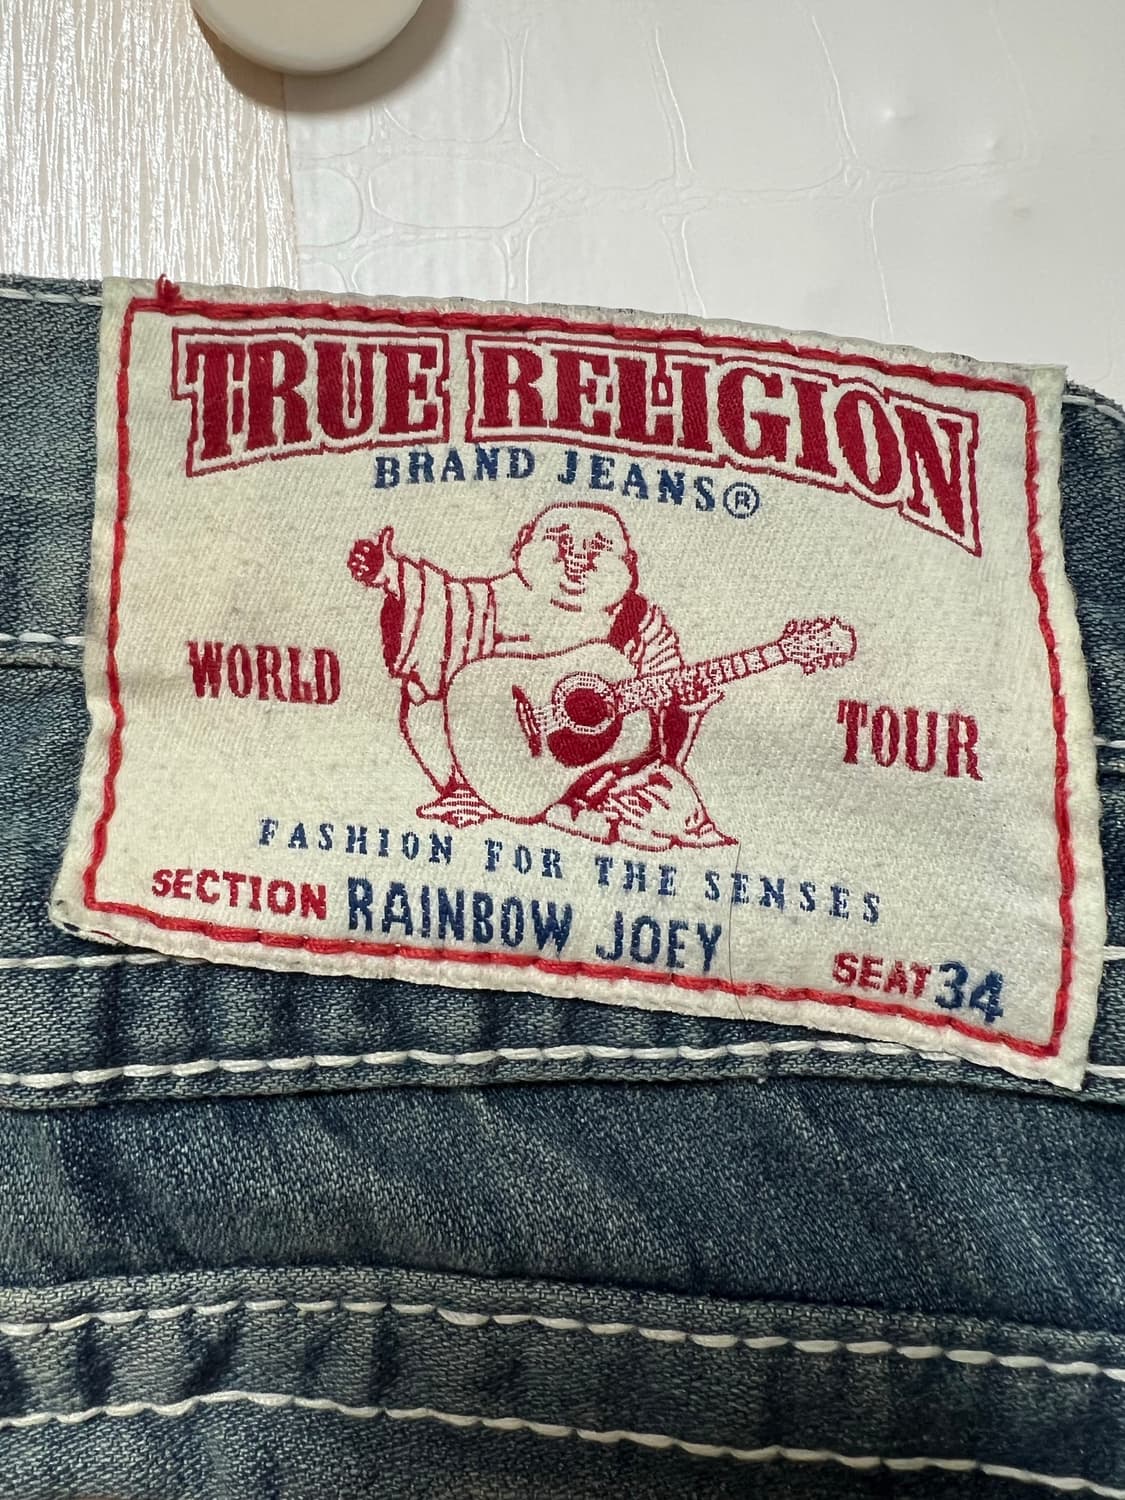 TRUE RELIGION
BRAND JEANS®
WORLD TOUR
FASHION FOR THE SENSES
SECTION RAINBOW JOEY
SEAT 34